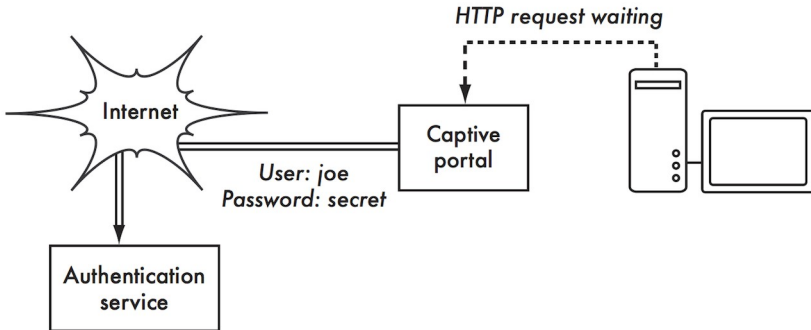 HTTP request waiting
Internet
Captive
portal
User: joe
Password: secret
Authentication
service